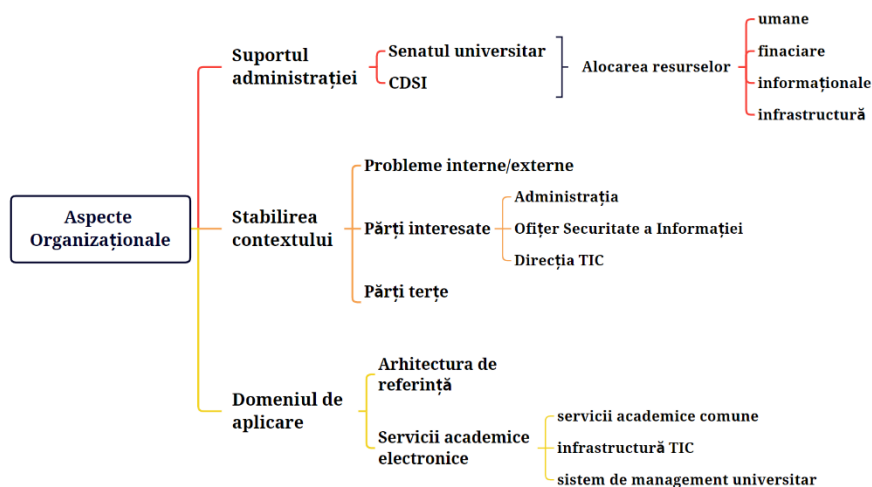 Aspecte
Organizaționale
Suportul
administrației
Senatul universitar
CDSI
Alocarea resurselor
umane
finaciare
informaționale
infrastructură
Stabilirea
contextului
Probleme interne/externe
Părți interesate
Administrația
Ofițer Securitate a Informației
Direcția TIC
Părți terțe
Domeniul de
aplicare
Arhitectura de
referință
Servicii academice
electronice
servicii academice comune
infrastructură TIC
sistem de management universitar